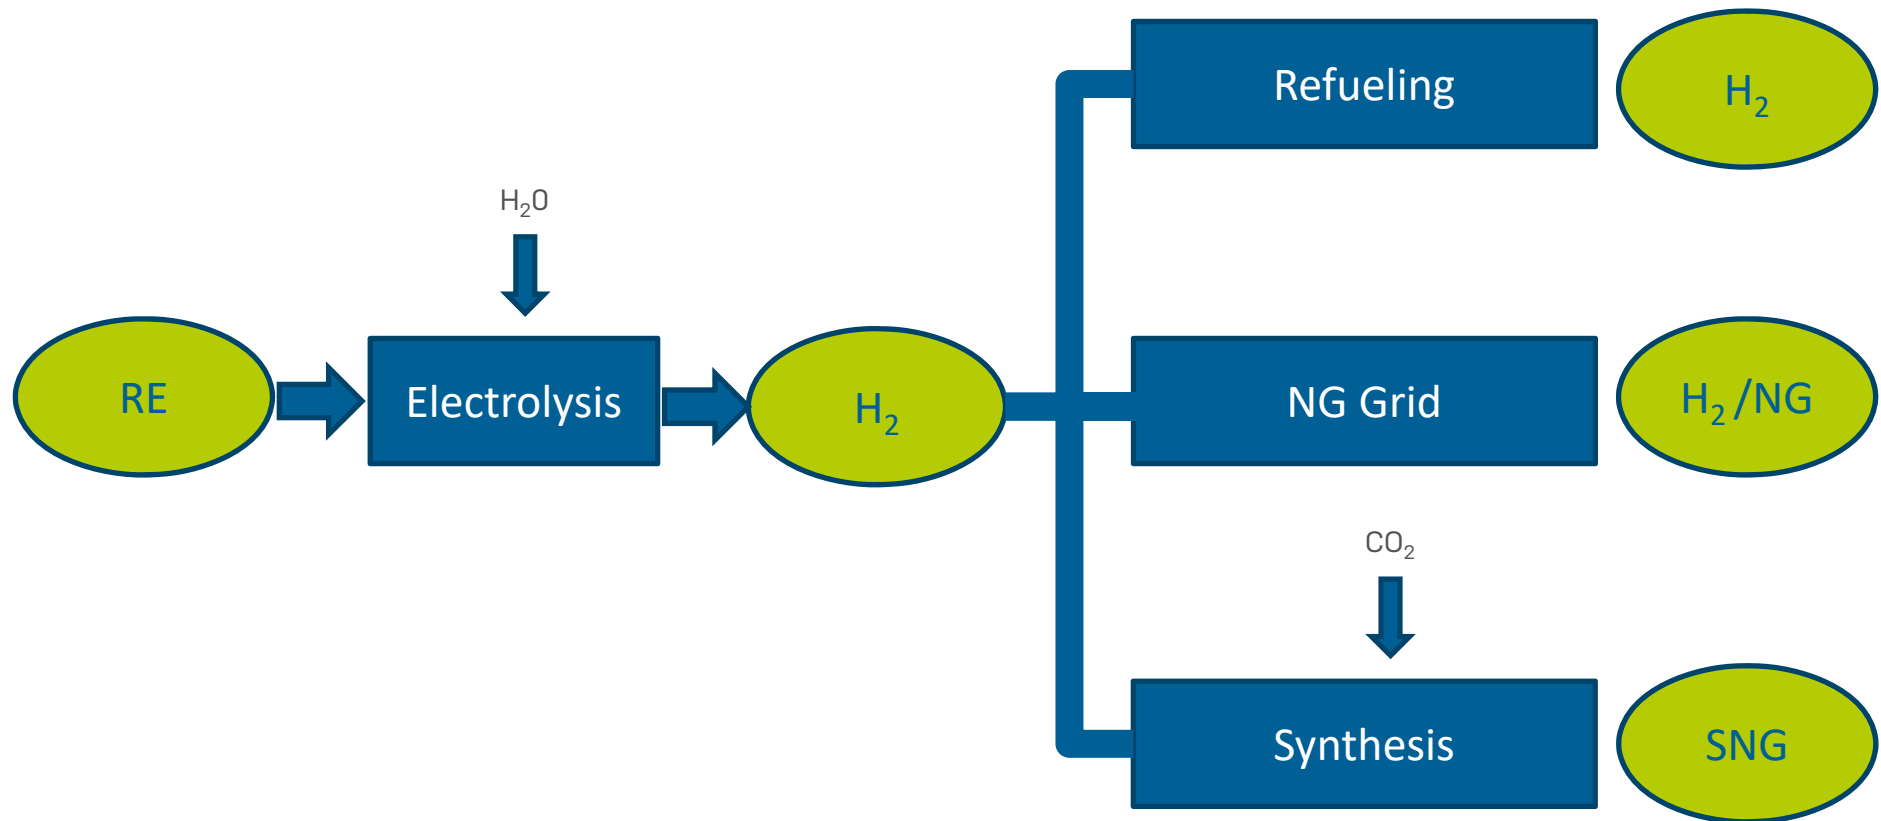 Refueling
H₂
H₂O
RE
Electrolysis
H₂
NG Grid
H₂ /NG
CO₂
Synthesis
SNG